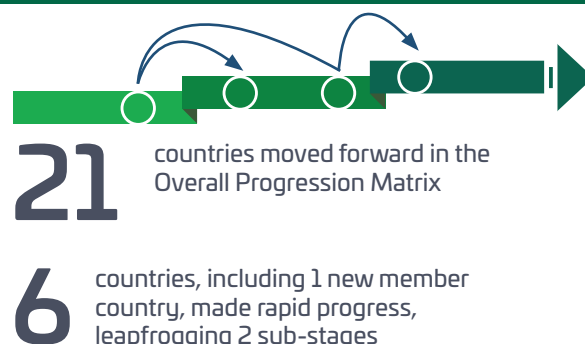 21
countries moved forward in the
Overall Progression Matrix
6
countries, including 1 new member
country, made rapid progress,
leapfrogging 2 sub-stages